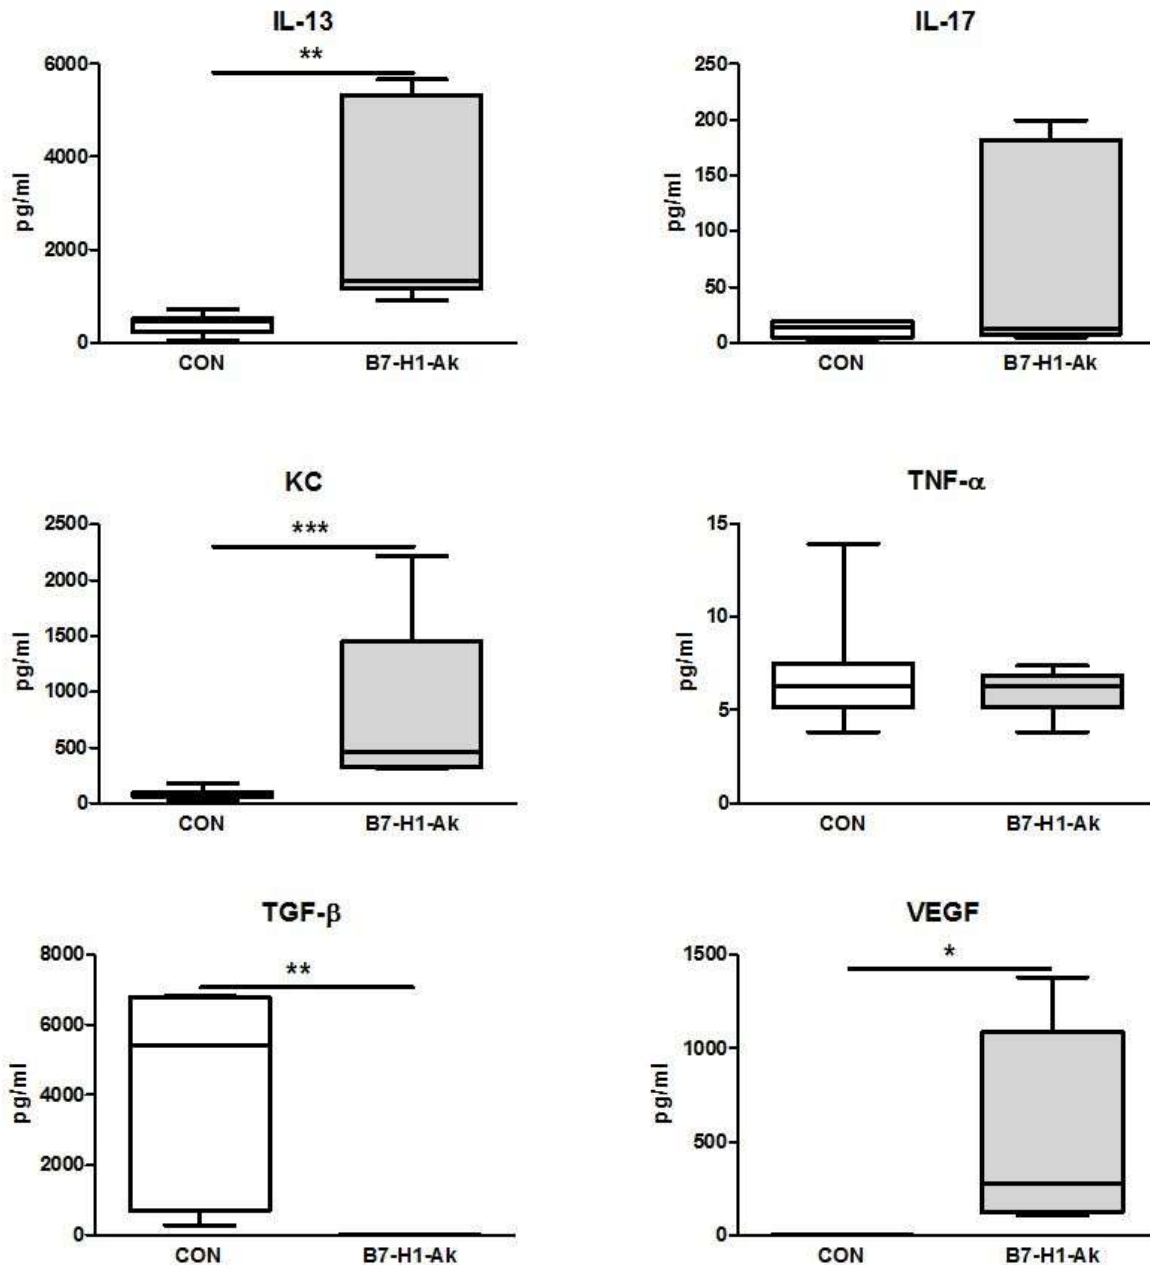 IL-13
**
6000
4000
2000
0
pg/ml
CON B7-H1-Ak
IL-17
250
200
150
100
50
0
pg/ml
CON B7-H1-Ak
KC
***
2500
2000
1500
1000
500
0
pg/ml
CON B7-H1-Ak
TNF-α
15
10
5
0
pg/ml
CON B7-H1-Ak
TGF-β
**
8000
6000
4000
2000
0
pg/ml
CON B7-H1-Ak
VEGF
*
1500
1000
500
0
pg/ml
CON B7-H1-Ak